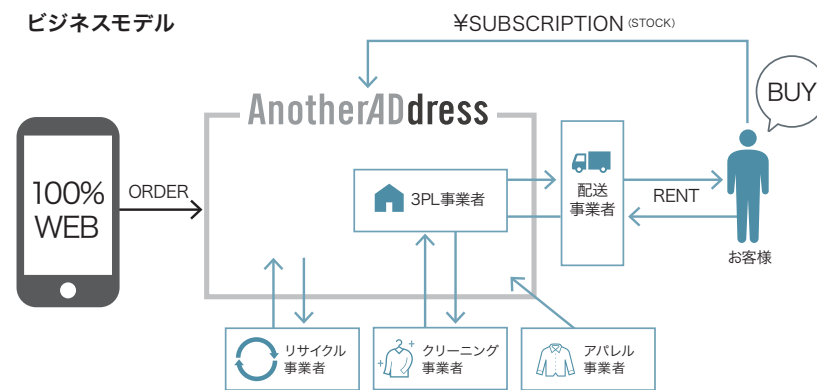 ビジネスモデル
¥SUBSCRIPTION (STOCK)
BUY
AnotherADdress
100%
WEB
ORDER
3PL事業者
配送
事業者
RENT
お客様
リサイクル
事業者
クリーニング
事業者
アパレル
事業者